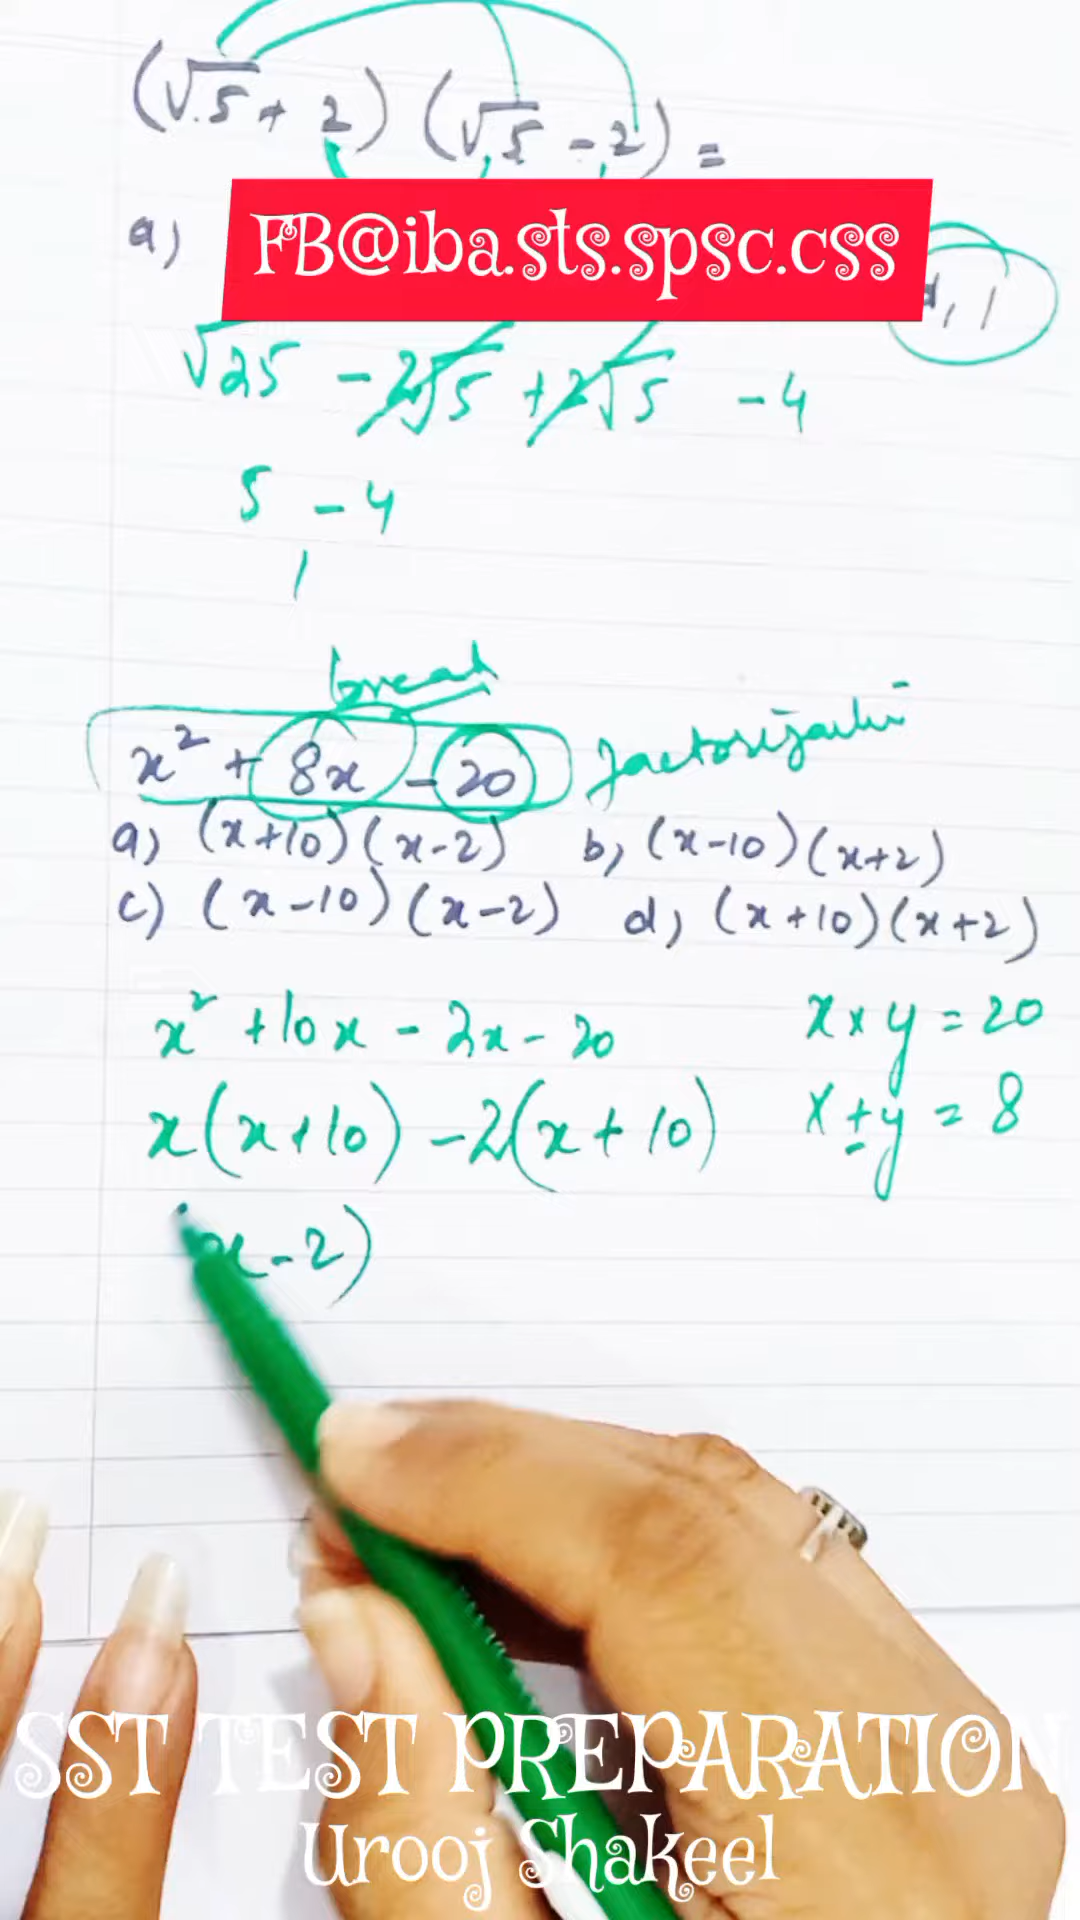 (√5 + 2) (√5 - 2) =
a)
FB@iba.sts.spsc.css
d, 1
√25 - 2√5 + 2√5 - 4
5 - 4
1
break
x² + 8x - 20
a) (x+10)(x-2) b, (x-10)(x+2)
c) (x-10)(x-2) d, (x+10)(x+2)
x² + 10x - 2x - 20 x × y = 20
x(x+10) -2(x+10) x ± y = 8
(x-2)
SST TEST PREPARATION
Urooj Shakeel